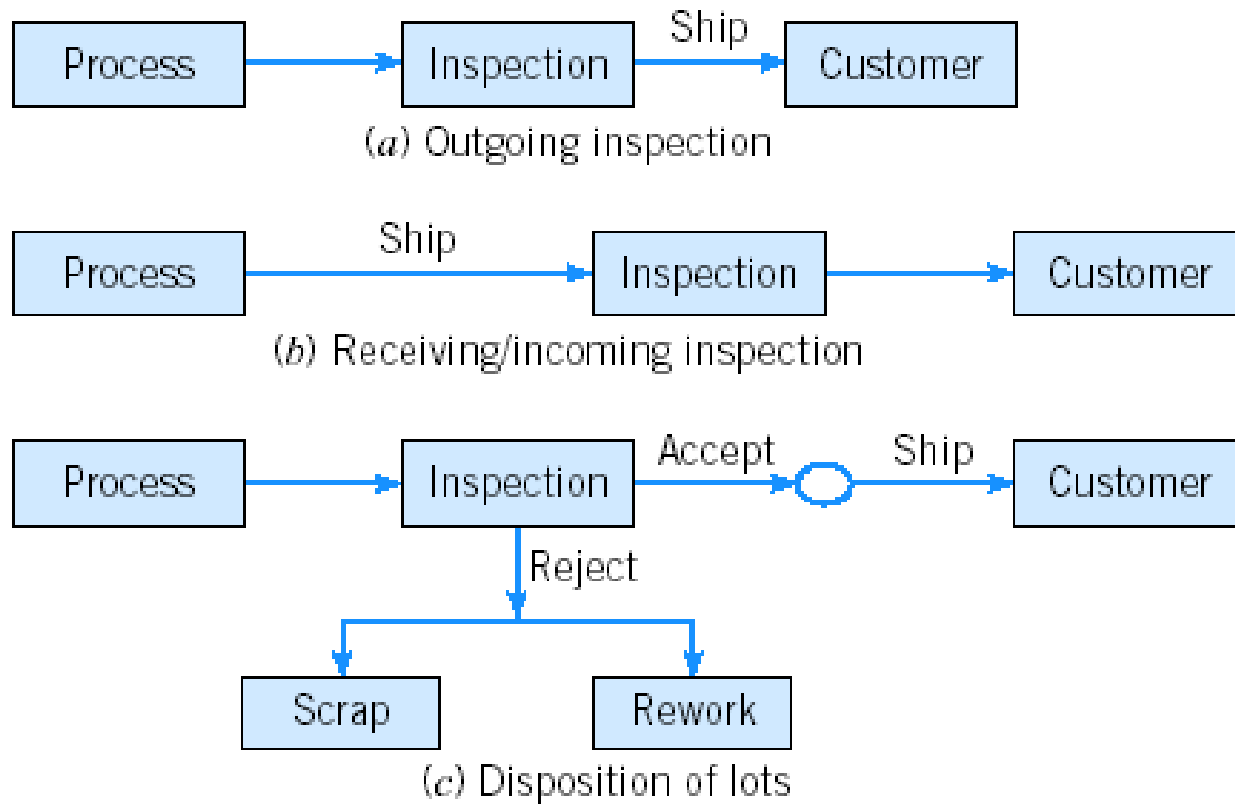 Ship
Process Inspection Customer
(a) Outgoing inspection
Ship
Process Inspection Customer
(b) Receiving/incoming inspection
Accept Ship
Process Inspection Customer
Reject
Scrap Rework
(c) Disposition of lots